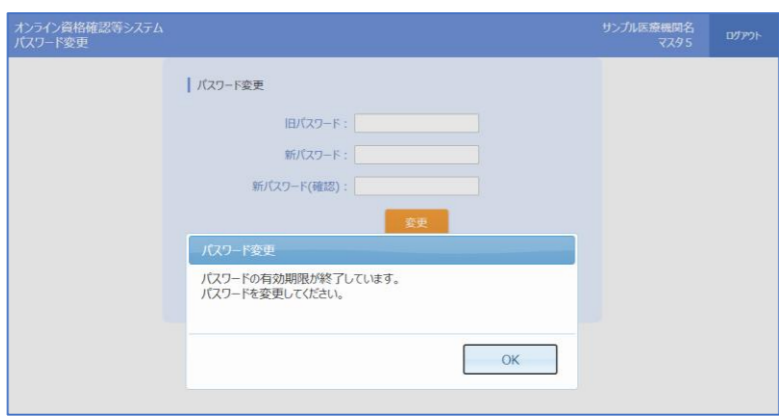 オンライン資格確認等システム
パスワード変更
サンプル医療機関名
マスタ5
ログアウト
パスワード変更
旧パスワード：
新パスワード：
新パスワード(確認)：
変更
パスワード変更
パスワードの有効期限が終了しています。
パスワードを変更してください。
OK